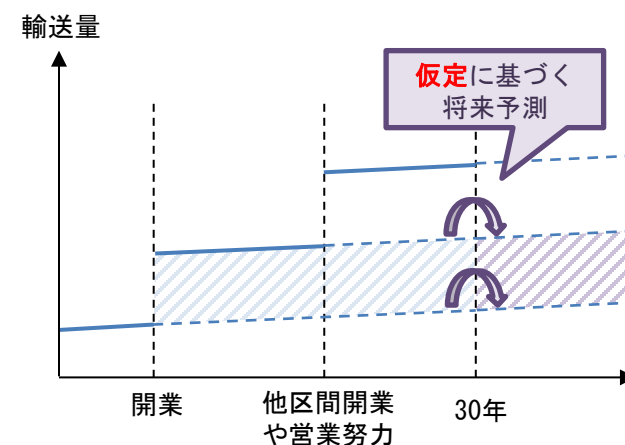 輸送量
仮定に基づく
将来予測
開業
他区間開業
や営業努力
30年